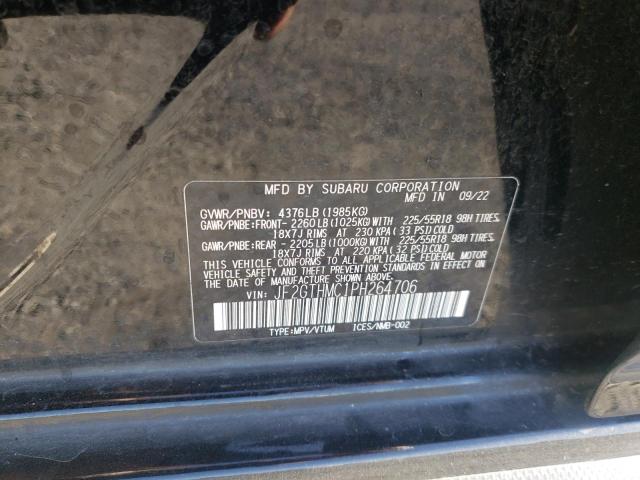 MFD BY SUBARU CORPORATION
MFD IN 09/22
GVWR/PNBV: 4376LB(1985KG)
GAWR/PNBE:FRONT- 2260LB(1025KG)WITH 225/55R18 98H TIRES,
18X7J RIMS AT 230 KPA(33 PSI)COLD
GAWR/PNBE:REAR - 2205LB(1000KG)WITH 225/55R18 98H TIRES,
18X7J RIMS AT 220 KPA(32 PSI)COLD
THIS VEHICLE CONFORMS TO ALL APPLICABLE FEDERAL MOTOR
VEHICLE SAFETY AND THEFT PREVENTION STANDARDS IN EFFECT ON
THE DATE OF MANUFACTURE SHOWN ABOVE.
VIN: JF2GTHMC1PH264706
TYPE:MPV/VTUM ICES/NMB-002